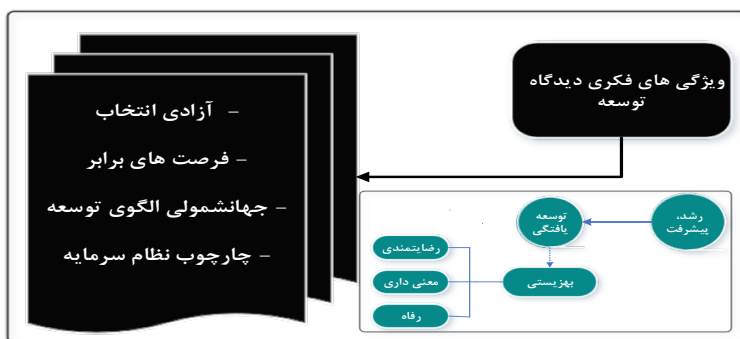 ویژگی های فکری دیدگاه
توسعه
– آزادی انتخاب
– فرصت های برابر
– جهانشمولی الگوی توسعه
– چارچوب نظام سرمایه
رشد،
پیشرفت
توسعه
یافتگی
بهزیستی
رضایتمندی
معنی داری
رفاه